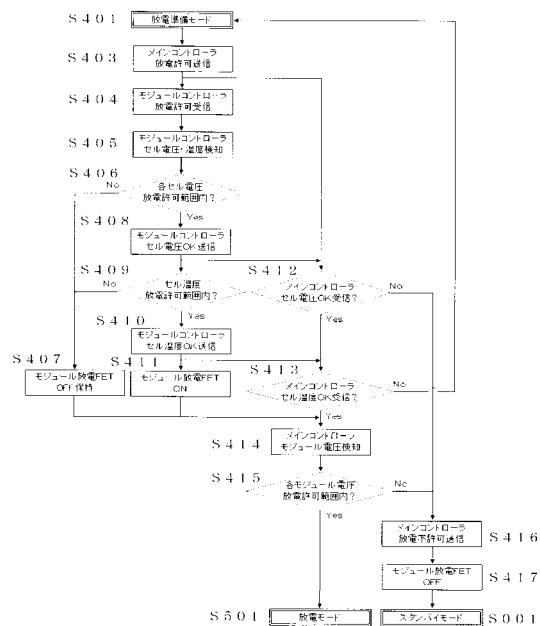 S401
放電準備モード
S403
メインコントローラ
放電許可送信
S404
モジュールコントローラ
放電許可受信
S405
モジュールコントローラ
セル電圧・温度検知
S406
No
各セル電圧
放電許可範囲内?
Yes
S408
モジュールコントローラ
セル電圧OK送信
S409
No
セル温度
放電許可範囲内?
Yes
S412
メインコントローラ
セル電圧OK受信?
No
Yes
S410
モジュールコントローラ
セル温度OK送信
S407
モジュール放電FET
OFF保持
S411
モジュール放電FET
ON
S413
メインコントローラ
セル温度OK受信?
No
Yes
S414
メインコントローラ
モジュール電圧検知
S415
各モジュール電圧
放電許可範囲内?
No
Yes
メインコントローラ
放電不許可送信
S416
モジュール放電FET
OFF
S417
S501
放電モード
スタンバイモード
S001